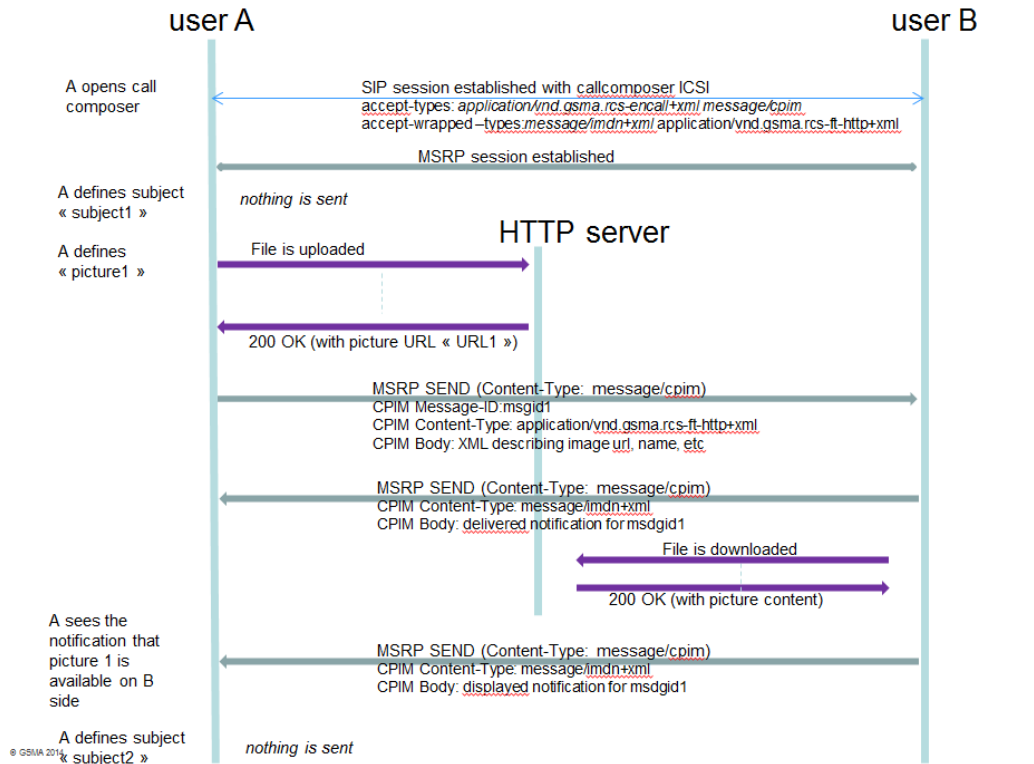 user A
user B
A opens call
composer
SIP session established with callcomposer ICSI
accept-types: application/vnd.gsma.rcs-encall+xml message/cpim
accept-wrapped –types:message/imdn+xml application/vnd.gsma.rcs-ft-http+xml
MSRP session established
A defines subject
« subject1 »
nothing is sent
HTTP server
A defines
« picture1 »
File is uploaded
200 OK (with picture URL « URL1 »)
MSRP SEND (Content-Type: message/cpim)
CPIM Message-ID:msgid1
CPIM Content-Type: application/vnd.gsma.rcs-ft-http+xml
CPIM Body: XML describing image url, name, etc
MSRP SEND (Content-Type: message/cpim)
CPIM Content-Type: message/imdn+xml
CPIM Body: delivered notification for msdgid1
File is downloaded
200 OK (with picture content)
A sees the
notification that
picture 1 is
available on B
side
MSRP SEND (Content-Type: message/cpim)
CPIM Content-Type: message/imdn+xml
CPIM Body: displayed notification for msdgid1
A defines subject
« subject2 »
nothing is sent
© GSMA 2014